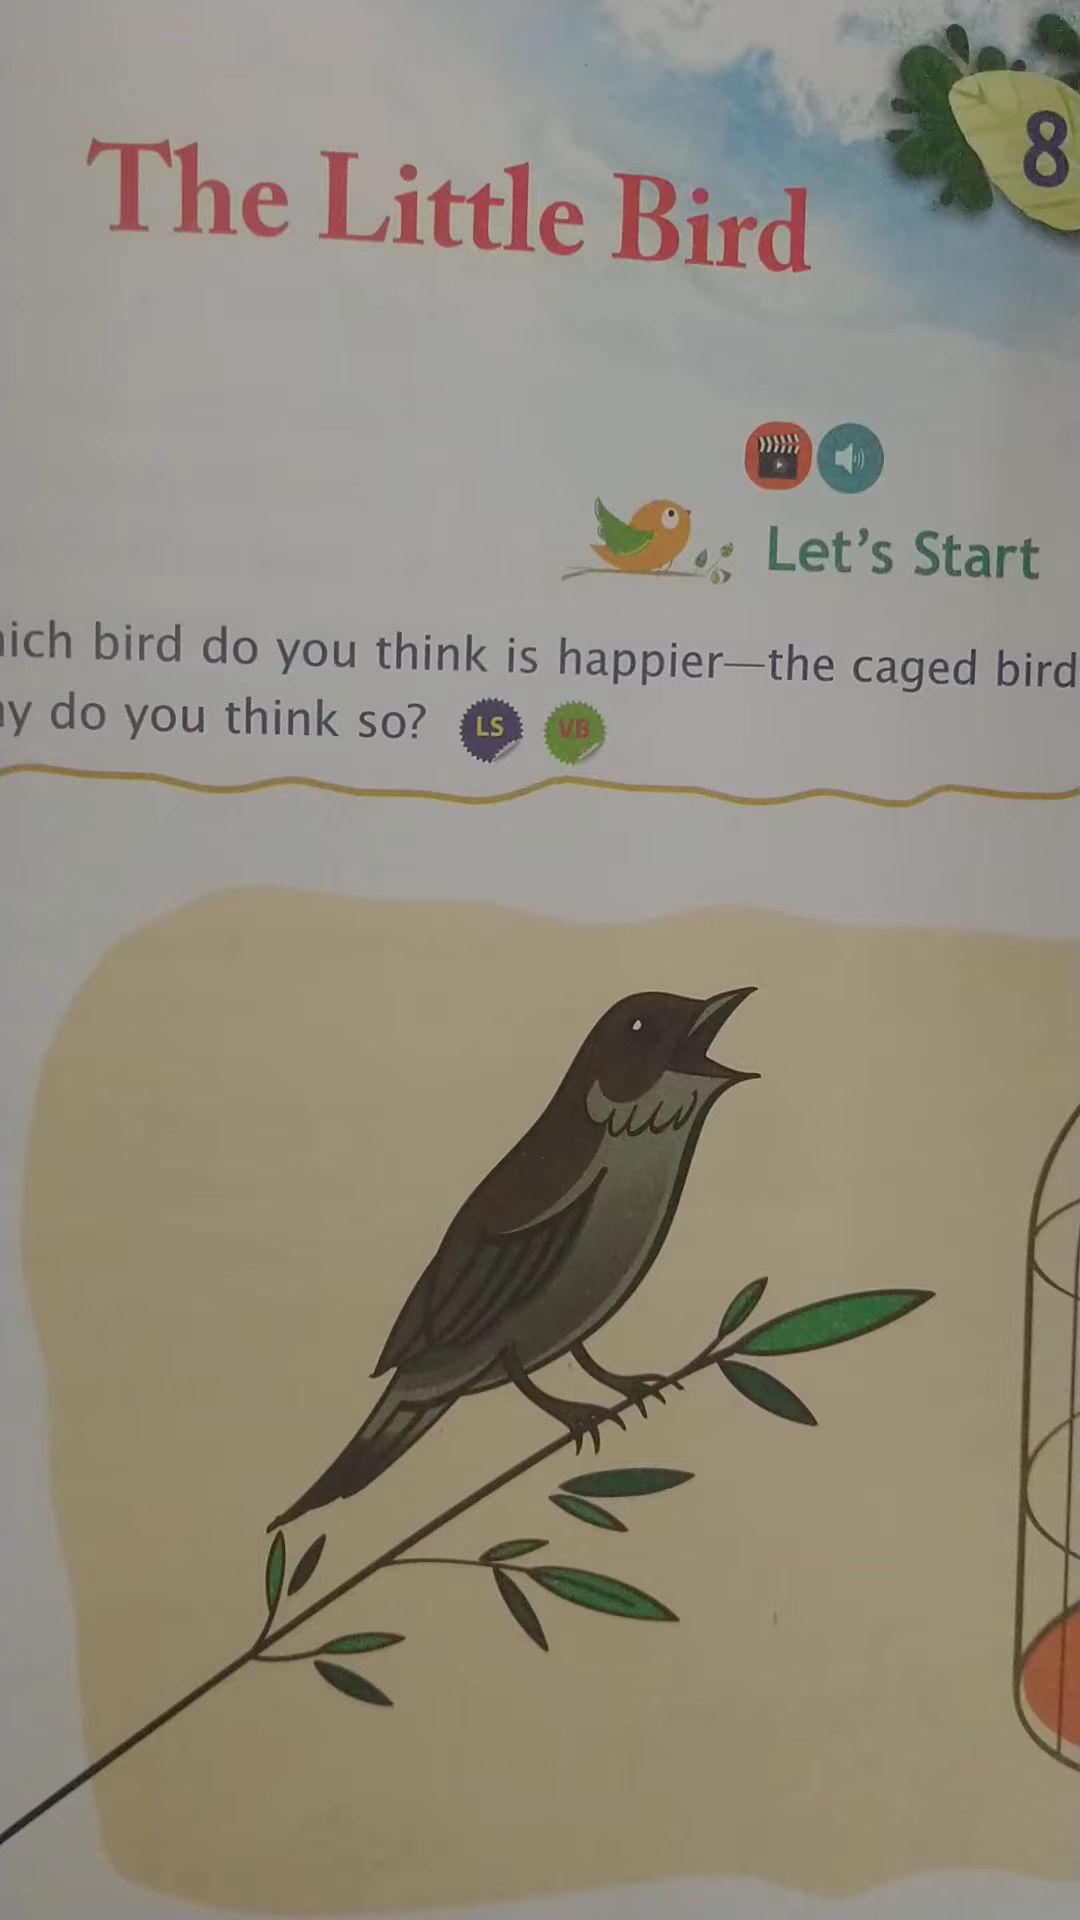 8
The Little Bird
Let's Start
bird do you think is happier—the caged bird
do you think so? LS VB